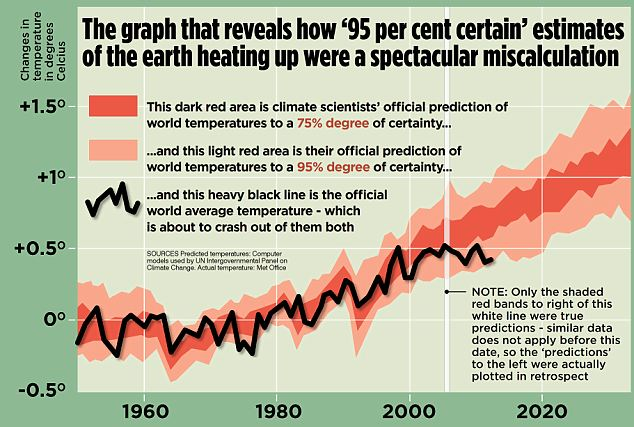 Changes in
temperature
in degrees
Celcius
The graph that reveals how ‘95 per cent certain’ estimates
of the earth heating up were a spectacular miscalculation
+1.5º
This dark red area is climate scientists’ official prediction of
world temperatures to a 75% degree of certainty...
...and this light red area is their official prediction of
world temperatures to a 95% degree of certainty...
+1º
...and this heavy black line is the official
world average temperature - which
is about to crash out of them both
+0.5º
SOURCES Predicted temperatures: Computer
models used by UN Intergovernmental Panel on
Climate Change. Actual temperature: Met Office
NOTE: Only the shaded
red bands to right of this
white line were true
predictions - similar data
does not apply before this
date, so the ‘predictions’
to the left were actually
plotted in retrospect
0º
-0.5º
1960
1980
2000
2020